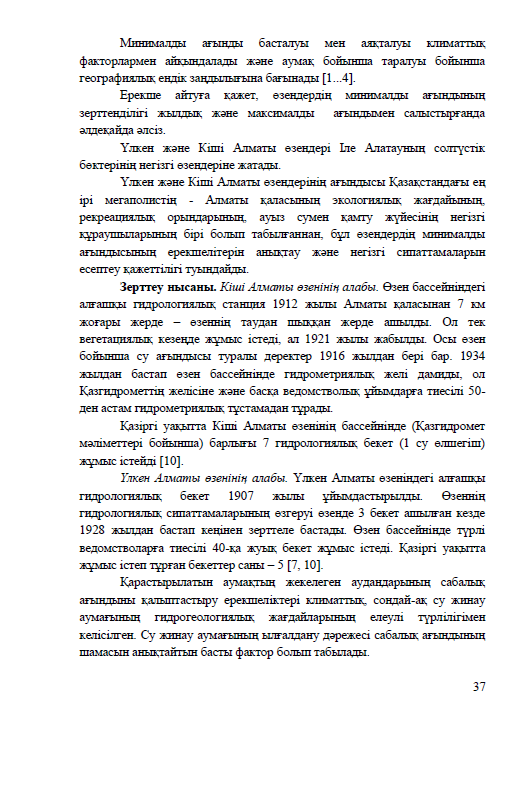 Минималды ағынды басталуы мен аяқталуы климаттық
факторлармен айқындалады және аумақ бойынша таралуы бойынша
географиялық ендік заңдылығына бағынады [1...4].
Ерекше айтуға қажет, өзендердің минималды ағындының
зерттенділігі жылдық және максималды ағындымен салыстырғанда
әлдеқайда әлсіз.
Үлкен және Кіші Алматы өзендері Іле Алатауның солтүстік
бөктерінің негізгі өзендеріне жатады.
Үлкен және Кіші Алматы өзендерінің ағындысы Қазақстандағы ең
ірі мегаполистің - Алматы қаласының экологиялық жағдайының,
рекреациялық орындарының, ауыз сумен қамту жүйесінің негізгі
құраушыларының бірі болып табылғаннан, бұл өзендердің минималды
ағындысының ерекшелітерін анықтау және негізгі сипаттамаларын
есептеу қажеттілігі туындайды.
Зерттеу нысаны. Кіші Алматы өзенінің алабы. Өзен бассейніндегі
алғашқы гидрологиялық станция 1912 жылы Алматы қаласынан 7 км
жоғары жерде – өзеннің таудан шыққан жерде ашылды. Ол тек
вегетациялық кезеңде жұмыс істеді, ал 1921 жылы жабылды. Осы өзен
бойынша су ағындысы туралы деректер 1916 жылдан бері бар. 1934
жылдан бастап өзен бассейнінде гидрометриялық желі дамиды, ол
Қазгидрометтің желісіне және басқа ведомстволық ұйымдарға тиесілі 50-
ден астам гидрометриялық тұстамадан тұрады.
Қазіргі уақытта Кіші Алматы өзенінің бассейнінде (Қазгидромет
мәліметтері бойынша) барлығы 7 гидрологиялық бекет (1 су өлшегіш)
жұмыс істейді [10].
Үлкен Алматы өзенінің алабы. Үлкен Алматы өзеніндегі алғашқы
гидрологиялық бекет 1907 жылы ұйымдастырылды. Өзеннің
гидрологиялық сипаттамаларының өзгеруі өзенде 3 бекет ашылған кезде
1928 жылдан бастап кеңінен зерттеле бастады. Өзен бассейнінде түрлі
ведомстволарға тиесілі 40-қа жуық бекет жұмыс істеді. Қазіргі уақытта
жұмыс істеп тұрған бекеттер саны – 5 [7, 10].
Қарастырылатын аумақтың жекелеген аудандарының сабалық
ағындыны қалыптастыру ерекшеліктері климаттық, сондай-ақ су жинау
аумағының гидрогеологиялық жағдайларының елеулі түрлілігімен
келісілген. Су жинау аумағының ылғалдану дәрежесі сабалық ағындының
шамасын анықтайтын басты фактор болып табылады.
37